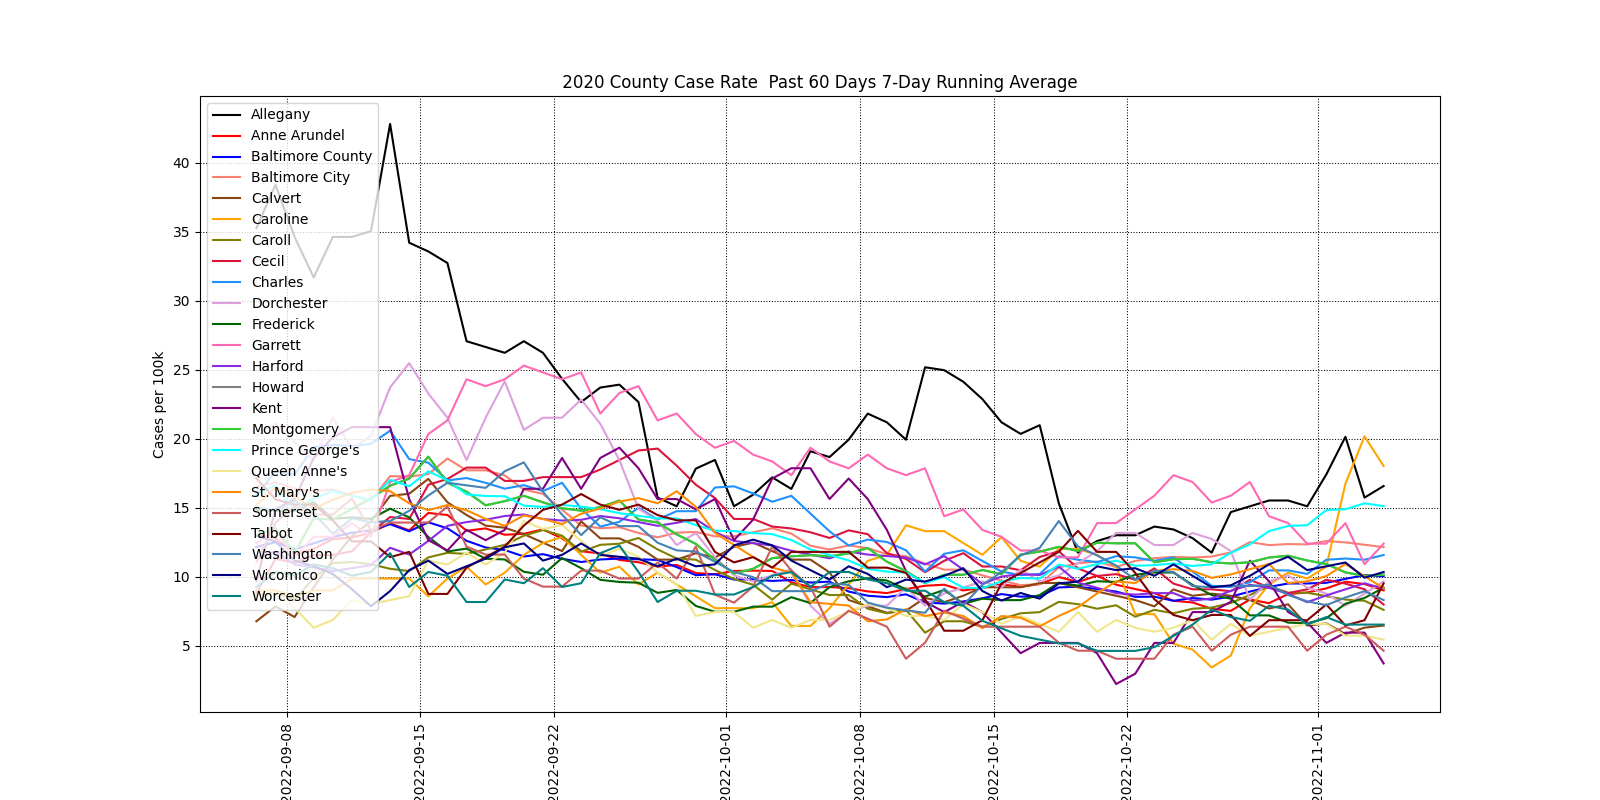 2020 County Case Rate  Past 60 Days 7-Day Running Average
Cases per 100k
40
35
30
25
20
15
10
5
Allegany
Anne Arundel
Baltimore County
Baltimore City
Calvert
Caroline
Caroll
Cecil
Charles
Dorchester
Frederick
Garrett
Harford
Howard
Kent
Montgomery
Prince George's
Queen Anne's
St. Mary's
Somerset
Talbot
Washington
Wicomico
Worcester
2022-09-08
2022-09-15
2022-09-22
2022-10-01
2022-10-08
2022-10-15
2022-10-22
2022-11-01